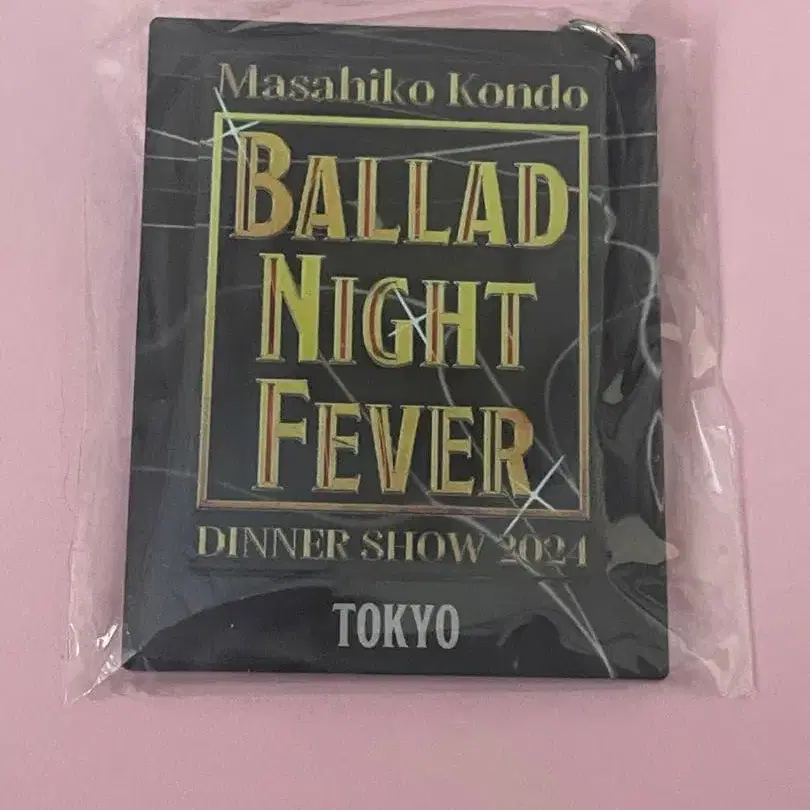 Masahiko Kondo
BALLAD
NIGHT
FEVER
DINNER SHOW 2024
TOKYO